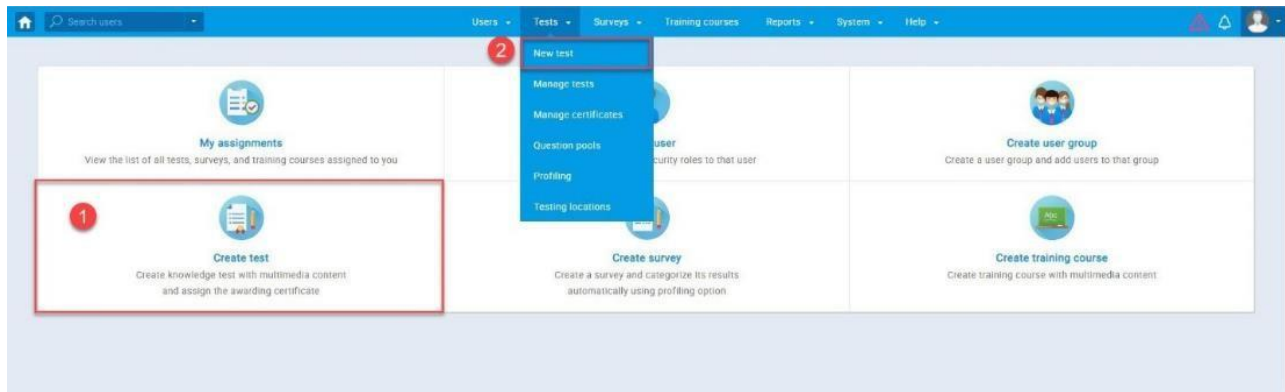 Search users
Users
Tests
Surveys
Training courses
Reports
System
Help
2
New test
Manage tests
Manage certificates
Question pools
Profiling
Testing locations
My assignments
View the list of all tests, surveys, and training courses assigned to you
user
security roles to that user
Create user group
Create a user group and add users to that group
1
Create test
Create knowledge test with multimedia content
and assign the awarding certificate
Create survey
Create a survey and categorize its results
automatically using profiling option
Abc
Create training course
Create training course with multimedia content